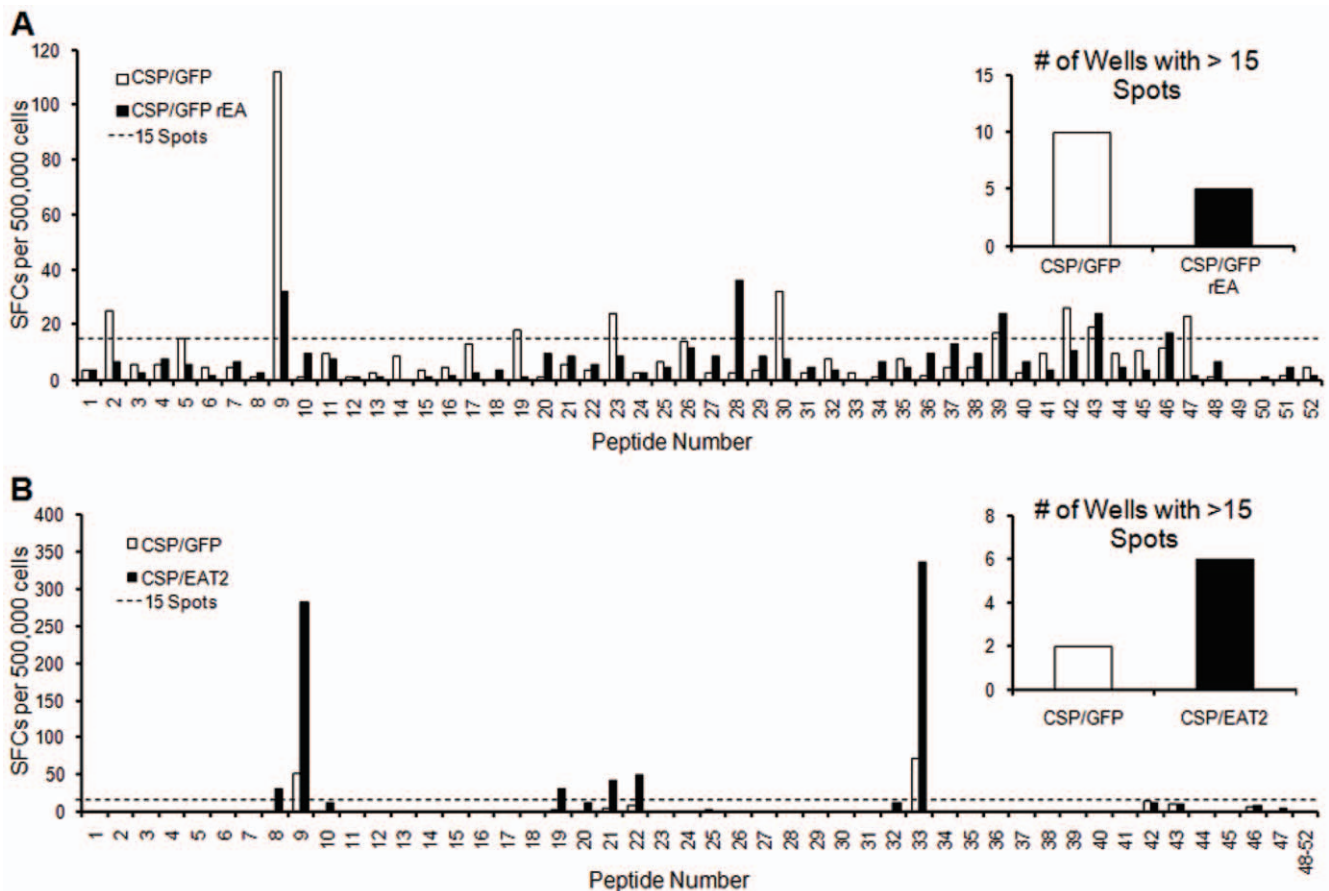 A
120
100
80
60
40
20
0
SFCs per 500,000 cells
CSP/GFP
CSP/GFP rEA
15 Spots
# of Wells with > 15
Spots
15
10
5
0
CSP/GFP
CSP/GFP
rEA
1 2 3 4 5 6 7 8 9 10 11 12 13 14 15 16 17 18 19 20 21 22 23 24 25 26 27 28 29 30 31 32 33 34 35 36 37 38 39 40 41 42 43 44 45 46 47 48 49 50 51 52
Peptide Number
B
400
350
300
250
200
150
100
50
0
SFCs per 500,000 cells
CSP/GFP
CSP/EAT2
15 Spots
# of Wells with >15
Spots
8
6
4
2
0
CSP/GFP
CSP/EAT2
1 2 3 4 5 6 7 8 9 10 11 12 13 14 15 16 17 18 19 20 21 22 23 24 25 26 27 28 29 30 31 32 33 34 35 36 37 38 39 40 41 42 43 44 45 46 47 48-52
Peptide Number